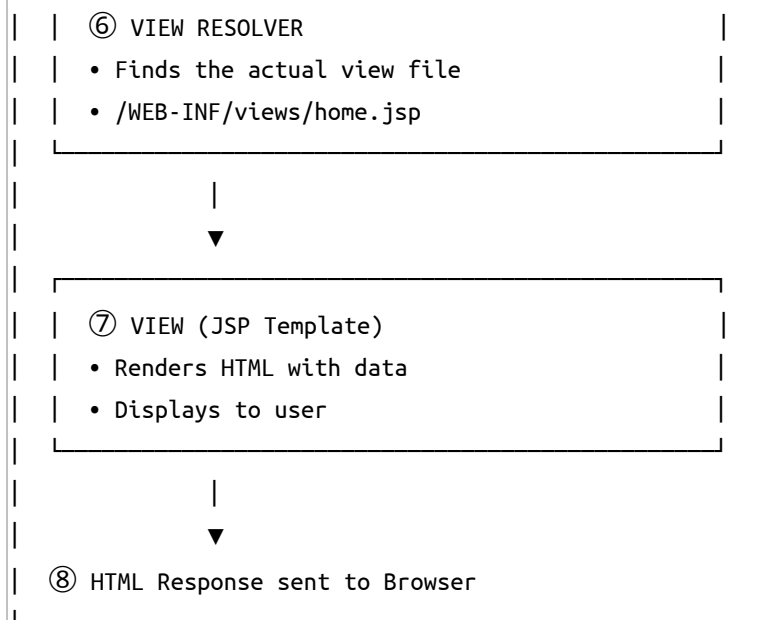 ⑥ VIEW RESOLVER
• Finds the actual view file
• /WEB-INF/views/home.jsp
⑦ VIEW (JSP Template)
• Renders HTML with data
• Displays to user
⑧ HTML Response sent to Browser